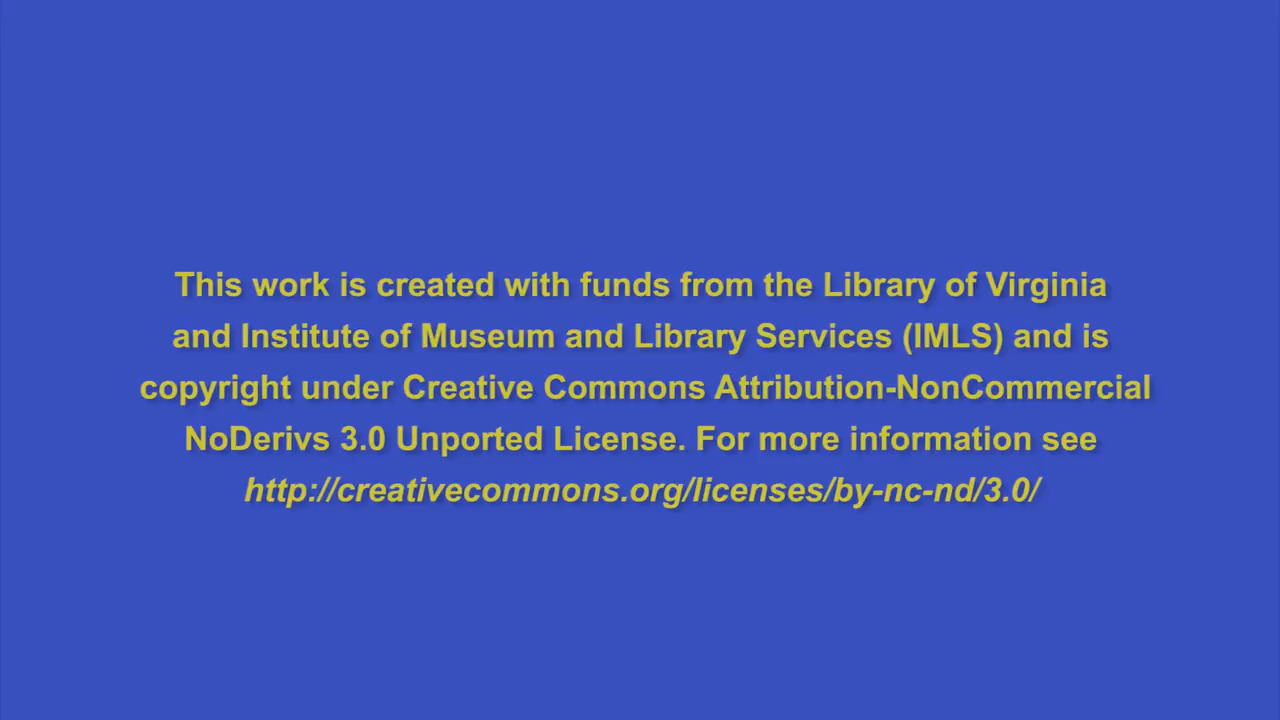 This work is created with funds from the Library of Virginia
and Institute of Museum and Library Services (IMLS) and is
copyright under Creative Commons Attribution-NonCommercial
NoDerivs 3.0 Unported License. For more information see
http://creativecommons.org/licenses/by-nc-nd/3.0/